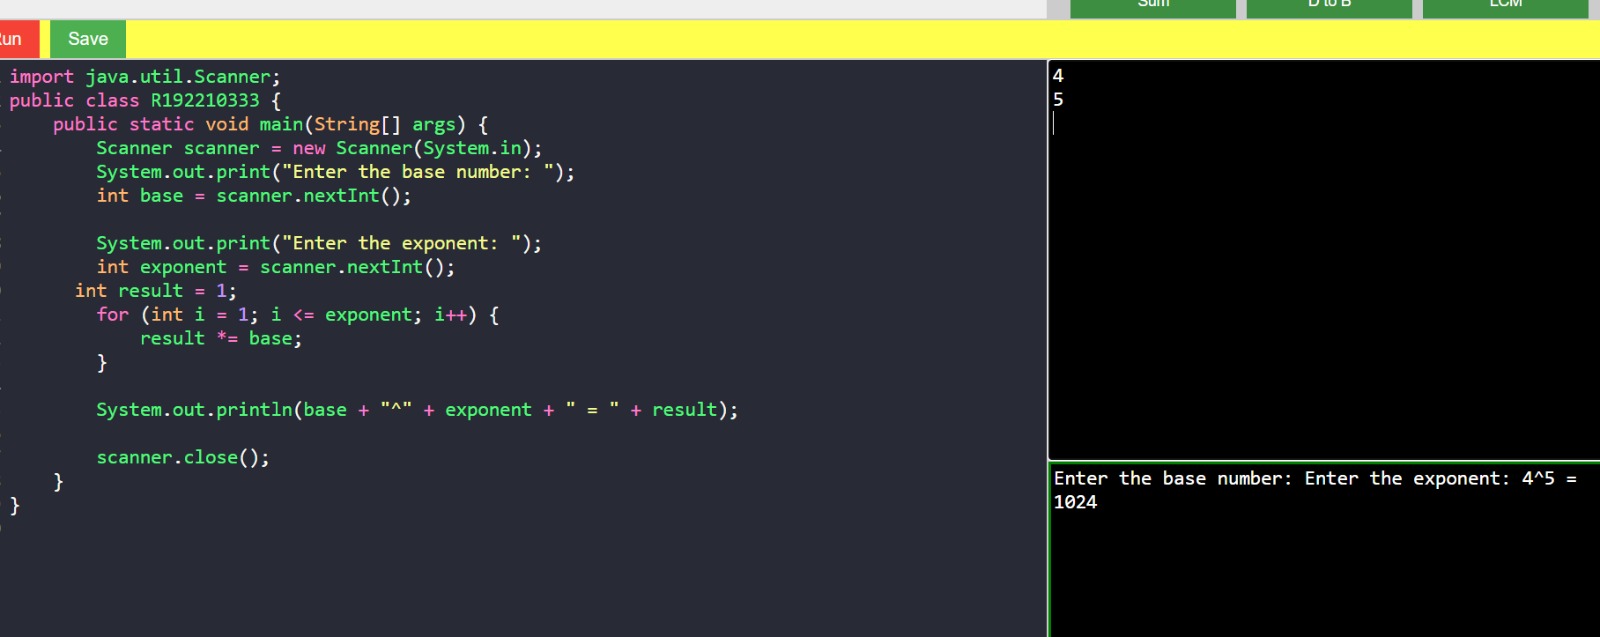 Sum
D to B
LCM
Save
import java.util.Scanner;
public class R192210333 {
    public static void main(String[] args) {
        Scanner scanner = new Scanner(System.in);
        System.out.print("Enter the base number: ");
        int base = scanner.nextInt();
        System.out.print("Enter the exponent: ");
        int exponent = scanner.nextInt();
      int result = 1;
        for (int i = 1; i <= exponent; i++) {
            result *= base;
        }
        System.out.println(base + "^" + exponent + " = " + result);
        scanner.close();
    }
}
4
5
Enter the base number: Enter the exponent: 4^5 =
1024